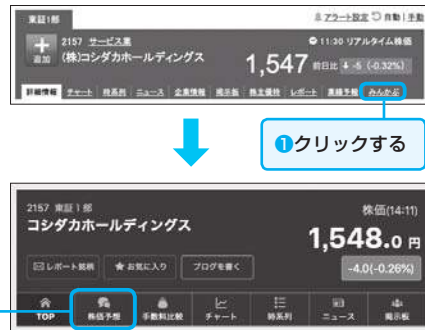 東証1部
アラート設定 自動 | 手動
追加
2157 サービス業
(株)コシダカホールディングス
11:30 リアルタイム株価
1,547 前日比 -5 (-0.32%)
詳細情報 チャート 時系列 ニュース 企業情報 掲示板 株主優待 レポート 業績予報 みんかぶ
❶クリックする
2157 東証1部
コシダカホールディングス
株価(14:11)
1,548.0 円
レポート銘柄 ★お気に入り ブログを書く
-4.0(-0.26%)
TOP 株価予想 手数料比較 チャート 時系列 ニュース 掲示板